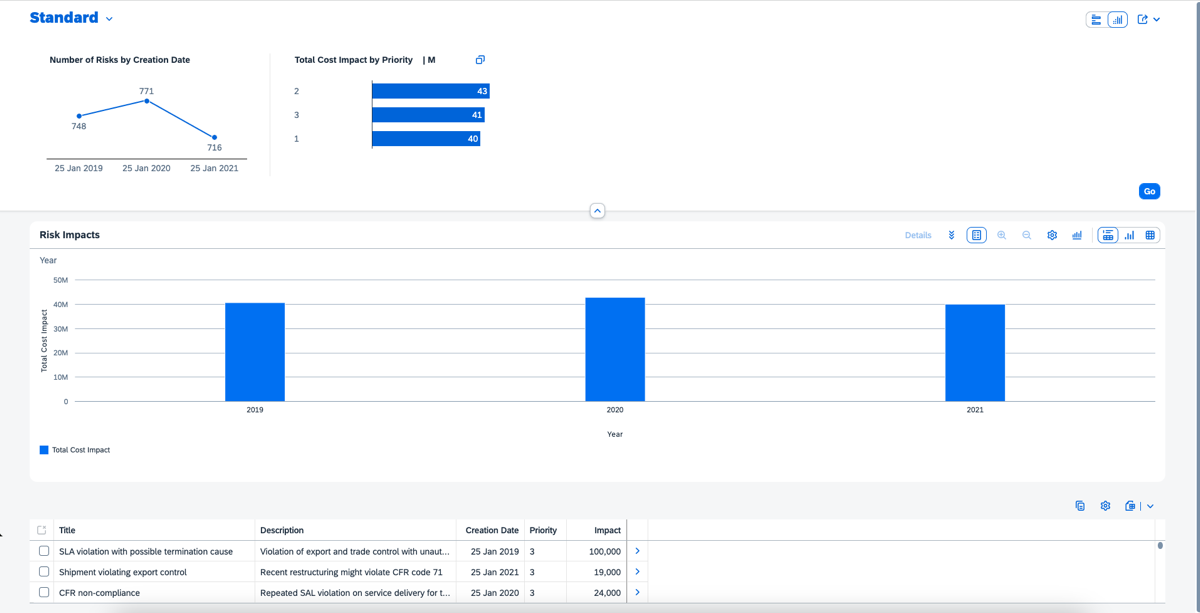 Standard
Number of Risks by Creation Date
771
748
716
25 Jan 2019 25 Jan 2020 25 Jan 2021
Total Cost Impact by Priority | M
2 43
3 41
1 40
Go
Risk Impacts
Details
Year
50M
40M
30M
20M
10M
0
Total Cost Impact
2019 2020 2021
Year
Total Cost Impact
Title Description Creation Date Priority Impact
SLA violation with possible termination cause Violation of export and trade control with unaut... 25 Jan 2019 3 100,000
Shipment violating export control Recent restructuring might violate CFR code 71 25 Jan 2021 3 19,000
CFR non-compliance Repeated SAL violation on service delivery for t... 25 Jan 2020 3 24,000